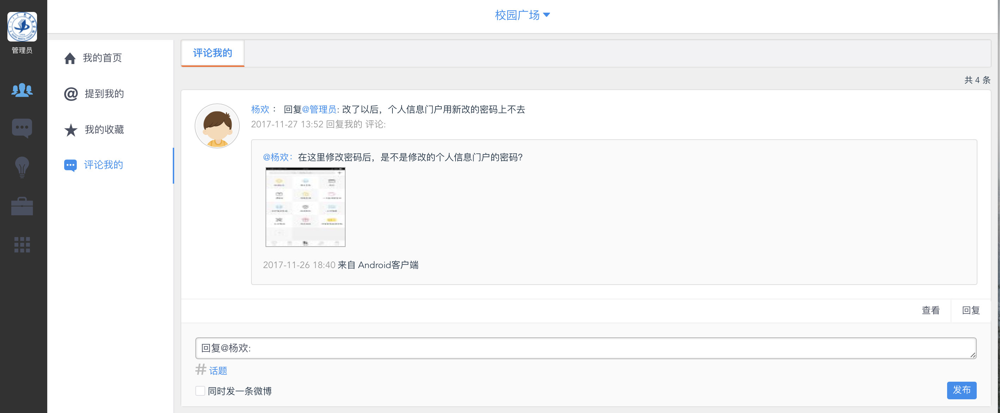 校园广场
管理员
我的首页
提到我的
我的收藏
评论我的
评论我的
共 4 条
杨欢 : 回复@管理员: 改了以后，个人信息门户用新改的密码上不去
2017-11-27 13:52 回复我的 评论:
@杨欢：在这里修改密码后，是不是修改的个人信息门户的密码?
2017-11-26 18:40 来自 Android客户端
查看 回复
回复@杨欢:
# 话题
同时发一条微博
发布